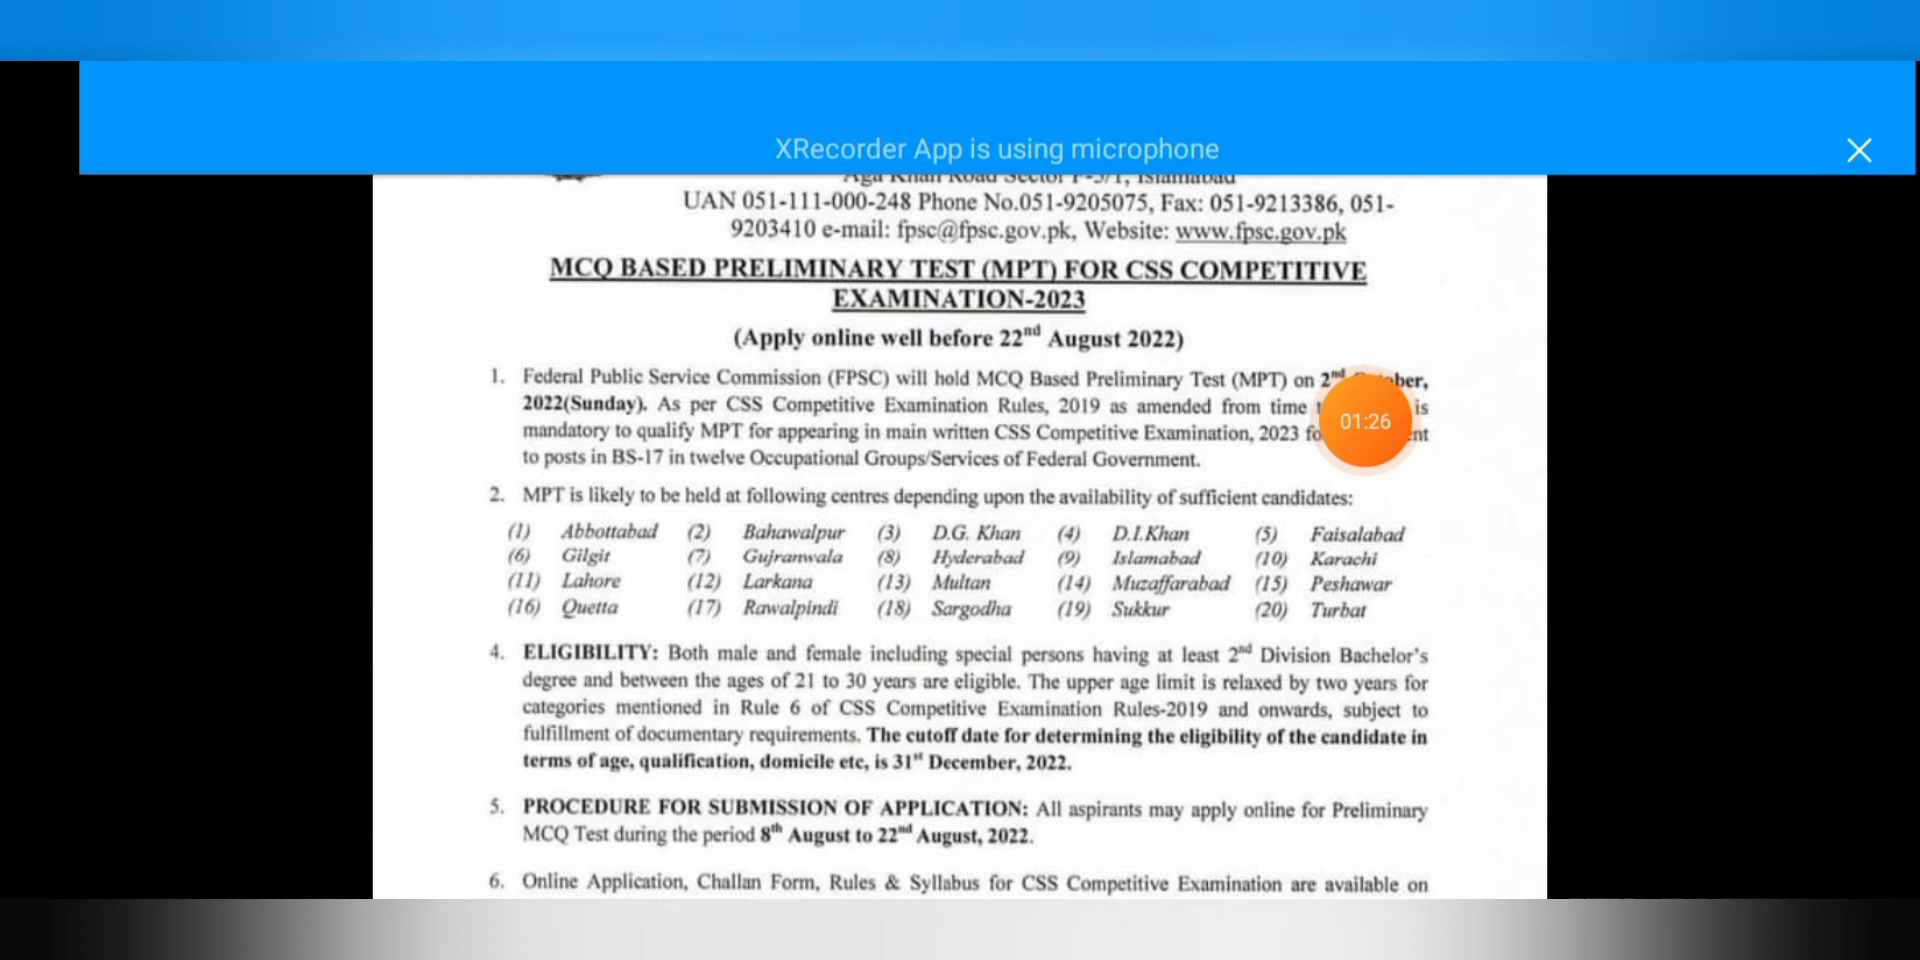 XRecorder App is using microphone
Aga Khan Road Sector F-5/1, Islamabad
UAN 051-111-000-248 Phone No.051-9205075, Fax: 051-9213386, 051-
9203410 e-mail: fpsc@fpsc.gov.pk, Website: www.fpsc.gov.pk
MCQ BASED PRELIMINARY TEST (MPT) FOR CSS COMPETITIVE
EXAMINATION-2023
(Apply online well before 22nd August 2022)
1. Federal Public Service Commission (FPSC) will hold MCQ Based Preliminary Test (MPT) on 2nd ber,
2022(Sunday). As per CSS Competitive Examination Rules, 2019 as amended from time is
01:26
mandatory to qualify MPT for appearing in main written CSS Competitive Examination, 2023 fo nt
to posts in BS-17 in twelve Occupational Groups/Services of Federal Government.
2. MPT is likely to be held at following centres depending upon the availability of sufficient candidates:
(1) Abbottabad (2) Bahawalpur (3) D.G. Khan (4) D.I.Khan (5) Faisalabad
(6) Gilgit (7) Gujranwala (8) Hyderabad (9) Islamabad (10) Karachi
(11) Lahore (12) Larkana (13) Multan (14) Muzaffarabad (15) Peshawar
(16) Quetta (17) Rawalpindi (18) Sargodha (19) Sukkur (20) Turbat
4. ELIGIBILITY: Both male and female including special persons having at least 2nd Division Bachelor's
degree and between the ages of 21 to 30 years are eligible. The upper age limit is relaxed by two years for
categories mentioned in Rule 6 of CSS Competitive Examination Rules-2019 and onwards, subject to
fulfillment of documentary requirements. The cutoff date for determining the eligibility of the candidate in
terms of age, qualification, domicile etc, is 31st December, 2022.
5. PROCEDURE FOR SUBMISSION OF APPLICATION: All aspirants may apply online for Preliminary
MCQ Test during the period 8th August to 22nd August, 2022.
6. Online Application, Challan Form, Rules & Syllabus for CSS Competitive Examination are available on